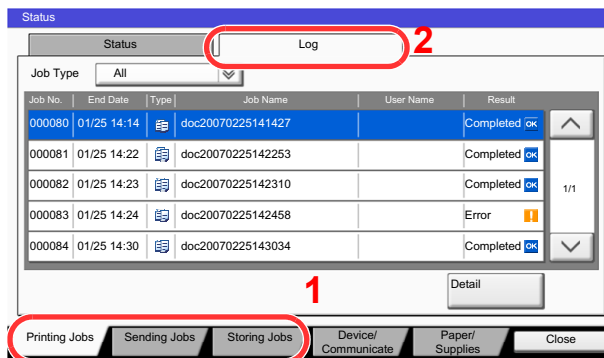 Status
Status Log 2
Job Type All
Job No. End Date Type Job Name User Name Result
000080 01/25 14:14 doc20070225141427 Completed OK
000081 01/25 14:22 doc20070225142253 Completed OK
000082 01/25 14:23 doc20070225142310 Completed OK
1/1
000083 01/25 14:24 doc20070225142458 Error !
000084 01/25 14:30 doc20070225143034 Completed OK
1
Detail
Printing Jobs Sending Jobs Storing Jobs Device/
Communicate Paper/
Supplies Close